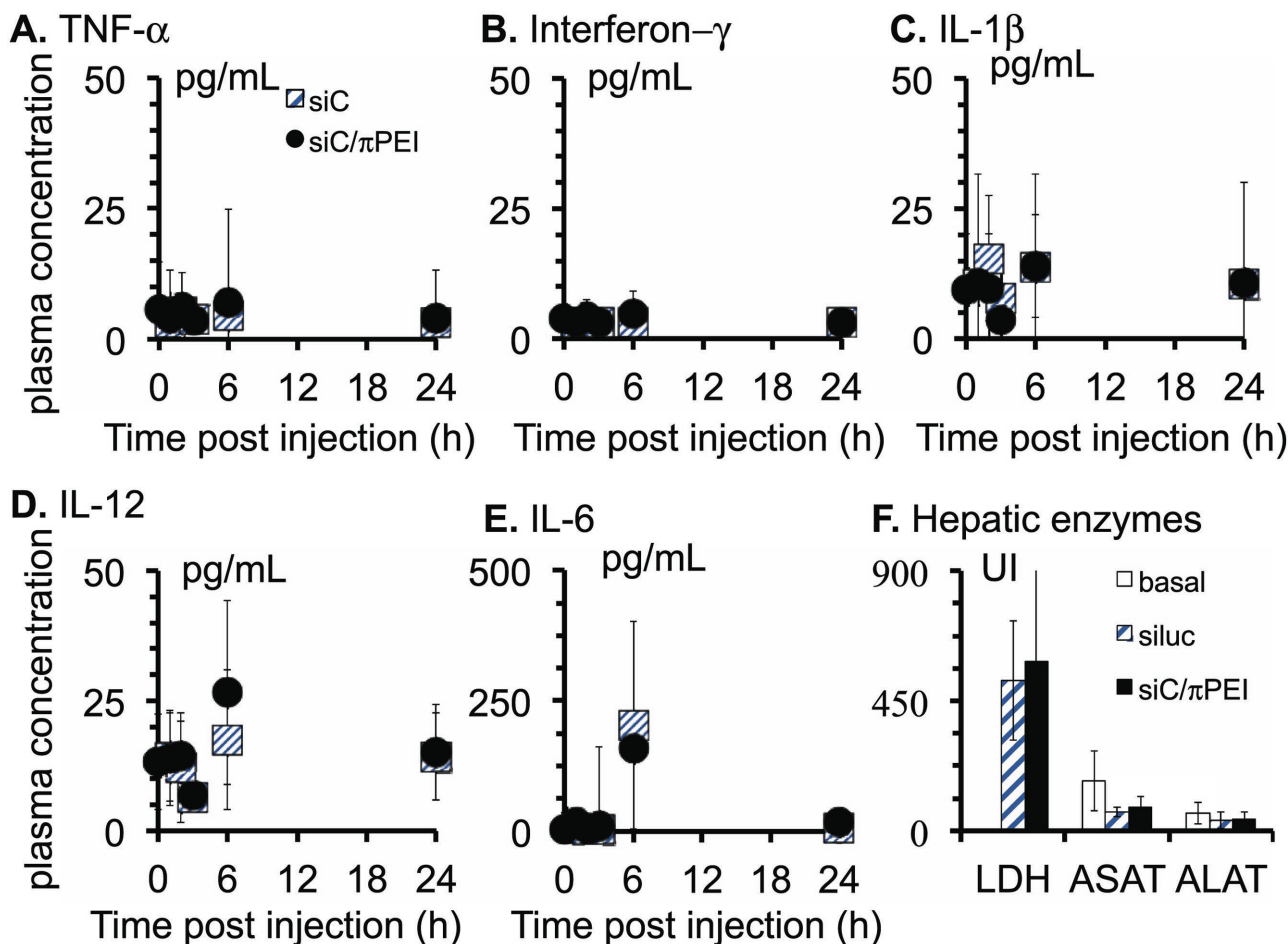 A. TNF-α
pg/mL
siC
siC/πPEI
plasma concentration
50
25
0
0 6 12 18 24
Time post injection (h)
B. Interferon–γ
pg/mL
50
25
0
0 6 12 18 24
Time post injection (h)
C. IL-1β
pg/mL
50
25
0
0 6 12 18 24
Time post injection (h)
D. IL-12
pg/mL
plasma concentration
50
25
0
0 6 12 18 24
Time post injection (h)
E. IL-6
pg/mL
500
250
0
0 6 12 18 24
Time post injection (h)
F. Hepatic enzymes
UI
basal
siluc
siC/πPEI
900
450
0
LDH ASAT ALAT